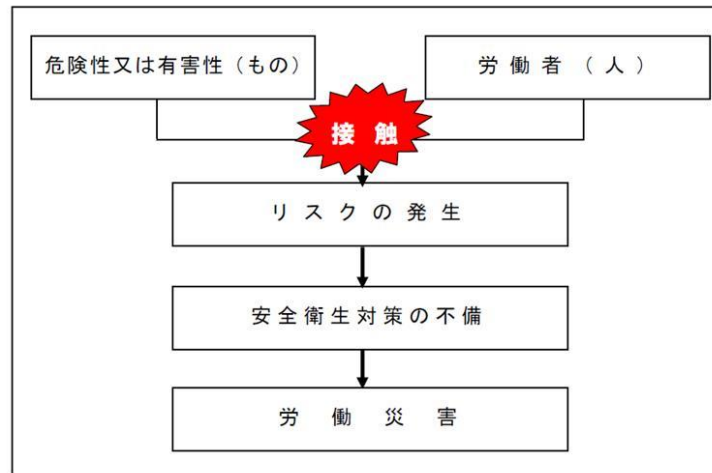 危険性又は有害性（もの）
労働者（人）
接触
リスクの発生
安全衛生対策の不備
労働災害